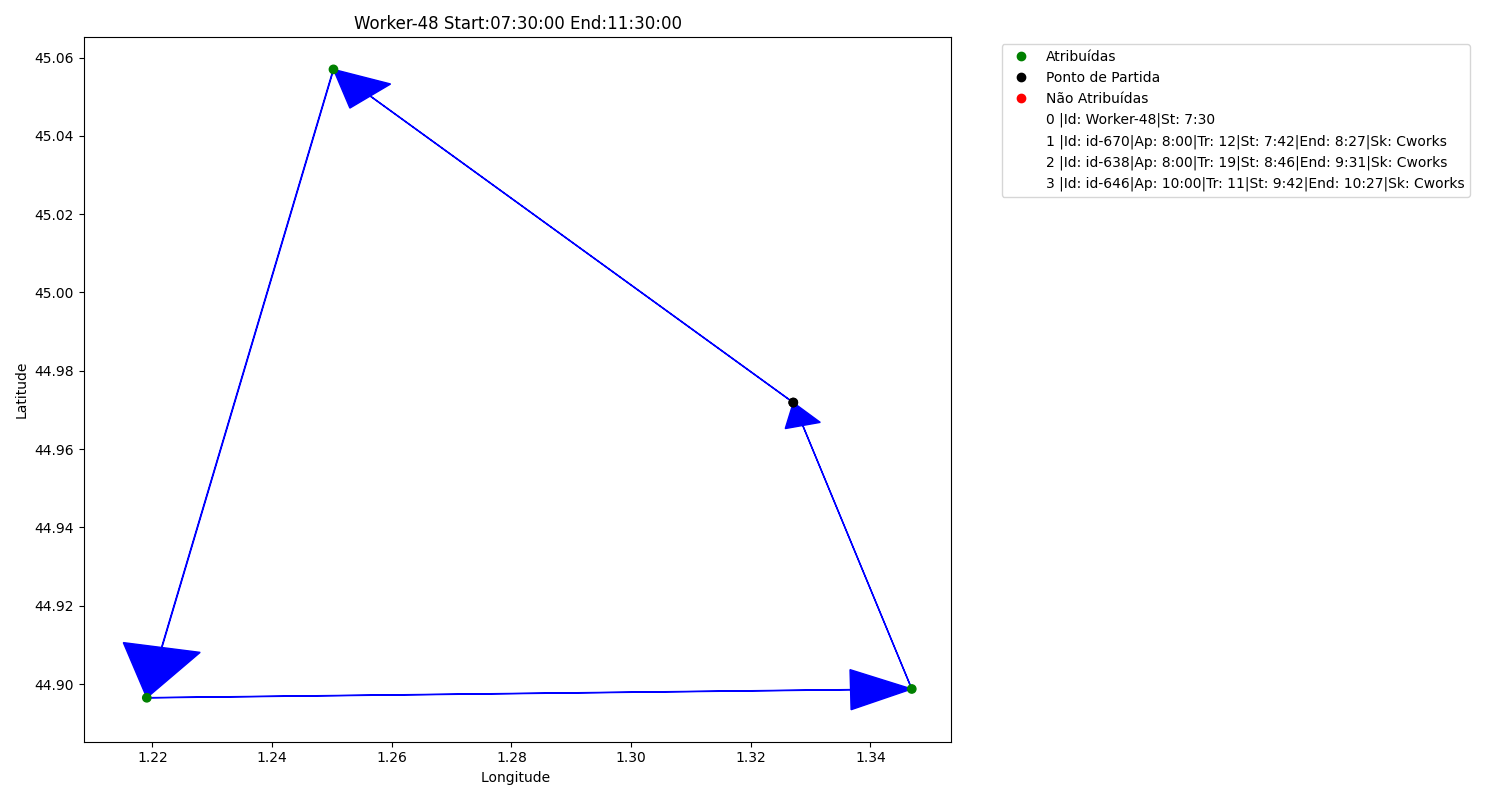 Worker-48 Start:07:30:00 End:11:30:00
45.06
45.04
45.02
45.00
44.98
44.96
44.94
44.92
44.90
Latitude
1.22 1.24 1.26 1.28 1.30 1.32 1.34
Longitude
Atribuídas
Ponto de Partida
Não Atribuídas
0 |Id: Worker-48|St: 7:30
1 |Id: id-670|Ap: 8:00|Tr: 12|St: 7:42|End: 8:27|Sk: Cworks
2 |Id: id-638|Ap: 8:00|Tr: 19|St: 8:46|End: 9:31|Sk: Cworks
3 |Id: id-646|Ap: 10:00|Tr: 11|St: 9:42|End: 10:27|Sk: Cworks